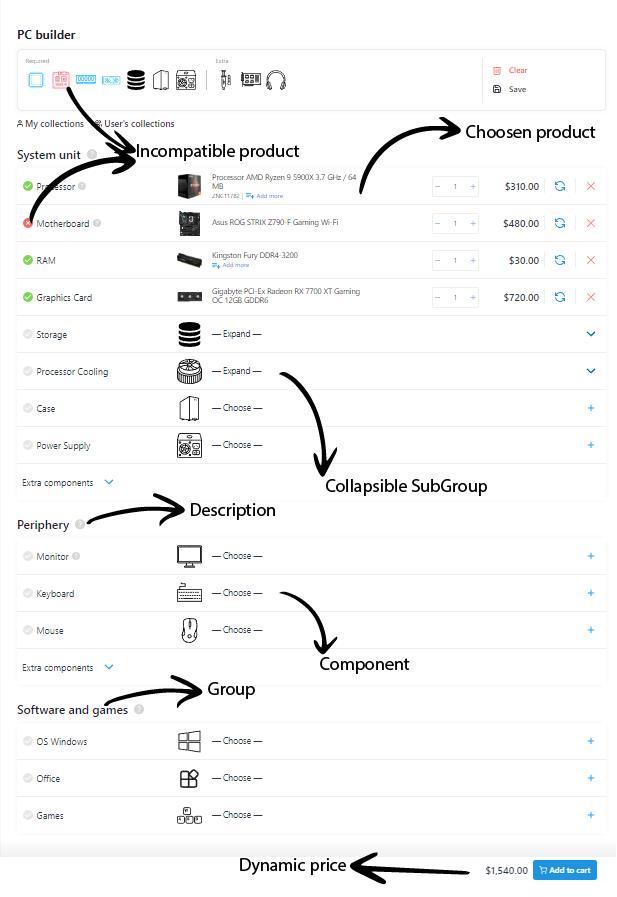 PC builder
Required
Extra
Clear
Save
My collections
User's collections
Choosen product
Incompatible product
System unit
Processor
Processor AMD Ryzen 9 5900X 3.7 GHz / 64 MB
ZNC11782 | Add more
1
$310.00
Motherboard
Asus ROG STRIX Z790-F Gaming Wi-Fi
1
$480.00
RAM
Kingston Fury DDR4-3200
Add more
1
$30.00
Graphics Card
Gigabyte PCI-Ex Radeon RX 7700 XT Gaming OC 12GB GDDR6
1
$720.00
Storage
— Expand —
Processor Cooling
— Expand —
Case
— Choose —
Power Supply
— Choose —
Extra components
Collapsible SubGroup
Description
Periphery
Monitor
— Choose —
Keyboard
— Choose —
Mouse
— Choose —
Component
Extra components
Group
Software and games
OS Windows
— Choose —
Office
— Choose —
Games
— Choose —
Dynamic price
$1,540.00
Add to cart